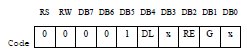 RS RW DB7 DB6 DB5 DB4 DB3 DB2 DB1 DB0
Code 0 0 0 0 1 DL x RE G x